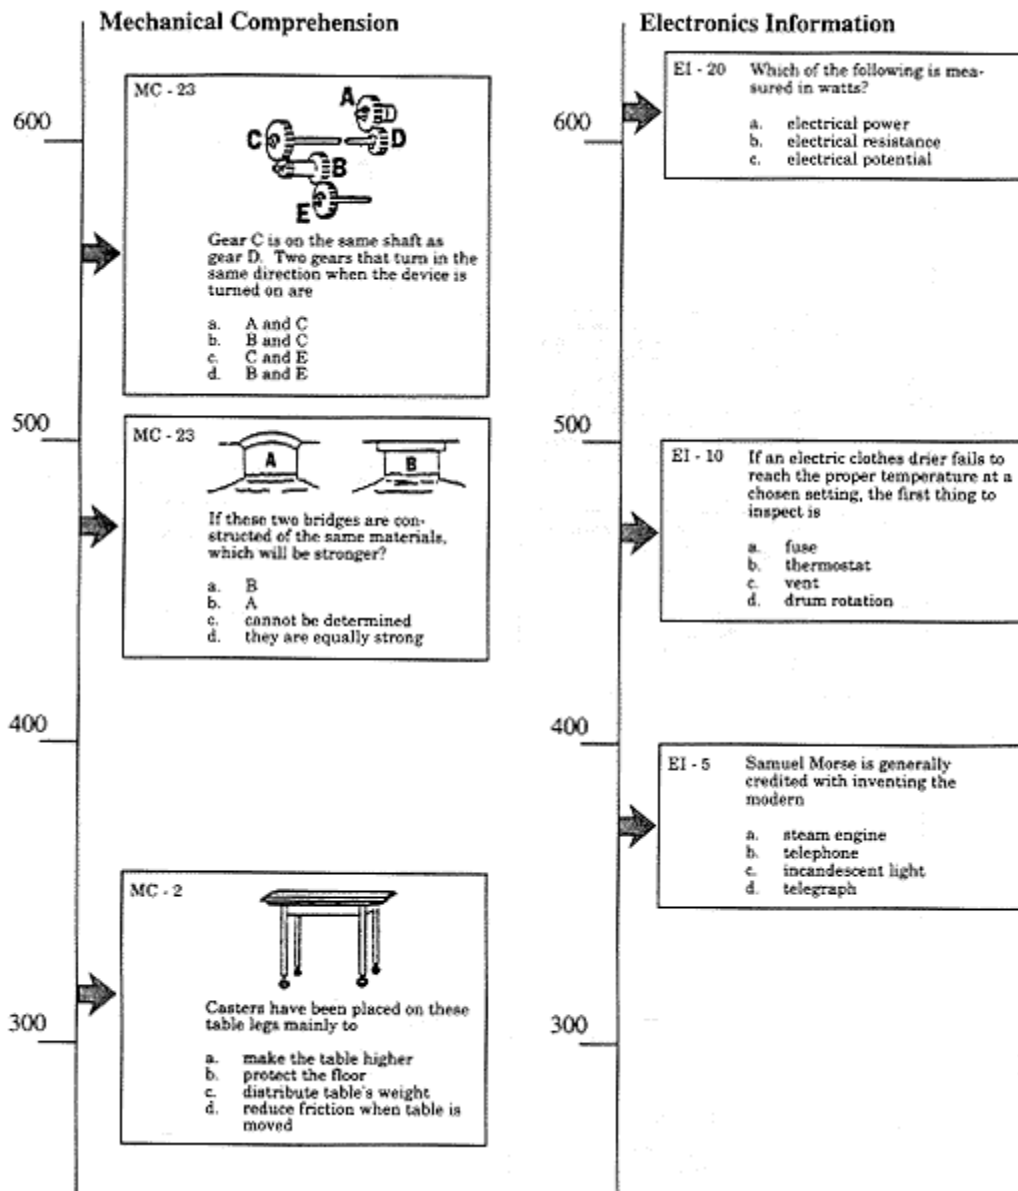 Mechanical Comprehension
600
500
400
300
MC - 23
A
C
D
B
E
Gear C is on the same shaft as
gear D. Two gears that turn in the
same direction when the device is
turned on are
a. A and C
b. B and C
c. C and E
d. B and E
MC - 23
A
B
If these two bridges are con-
structed of the same materials,
which will be stronger?
a. B
b. A
c. cannot be determined
d. they are equally strong
MC - 2
Casters have been placed on these
table legs mainly to
a. make the table higher
b. protect the floor
c. distribute table's weight
d. reduce friction when table is
moved
Electronics Information
600
500
400
300
EI - 20 Which of the following is mea-
sured in watts?
a. electrical power
b. electrical resistance
c. electrical potential
EI - 10 If an electric clothes drier fails to
reach the proper temperature at a
chosen setting, the first thing to
inspect is
a. fuse
b. thermostat
c. vent
d. drum rotation
EI - 5 Samuel Morse is generally
credited with inventing the
modern
a. steam engine
b. telephone
c. incandescent light
d. telegraph